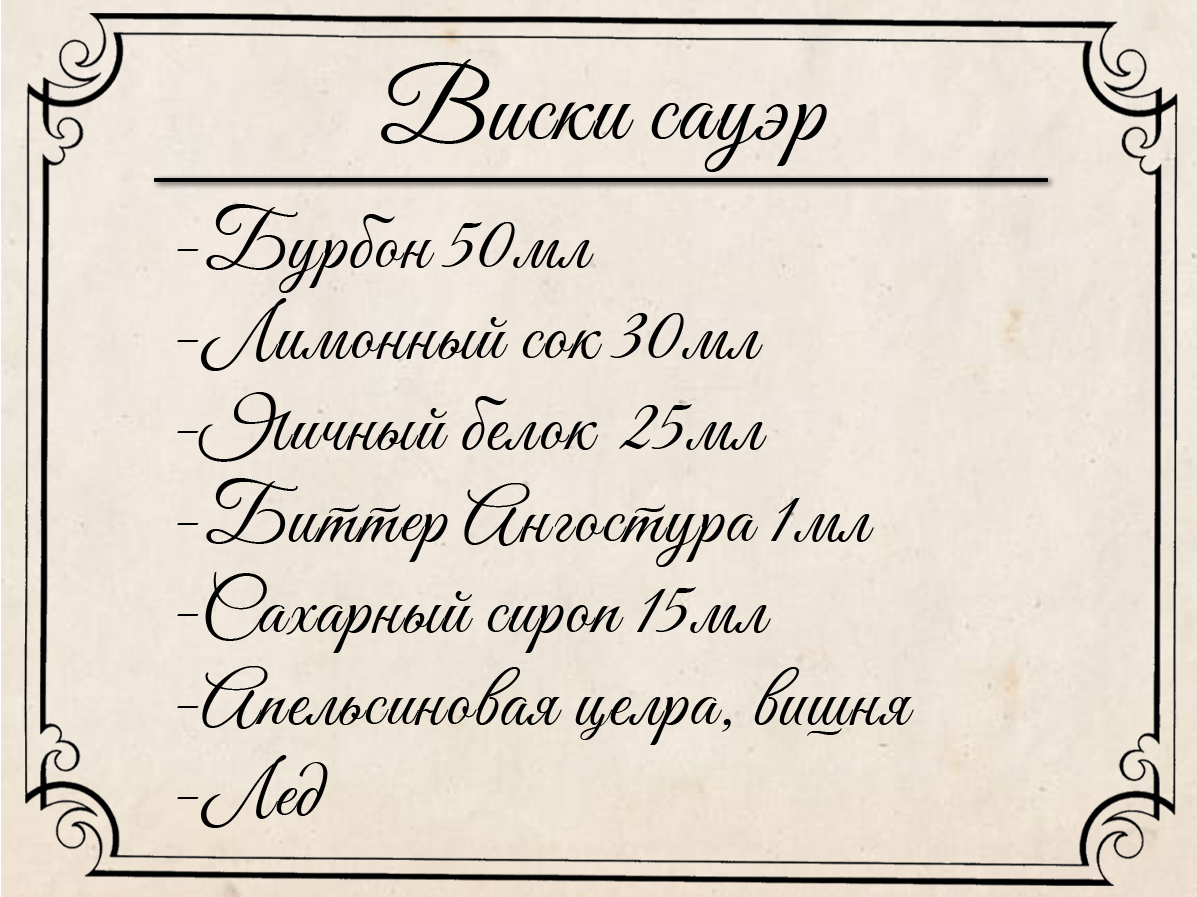 Виски сауэр
-Бурбон 50мл
-Лимонный сок 30мл
-Яичный белок 25мл
-Биттер Ангостура 1мл
-Сахарный сироп 15мл
-Апельсиновая целра, вишня
-Лед